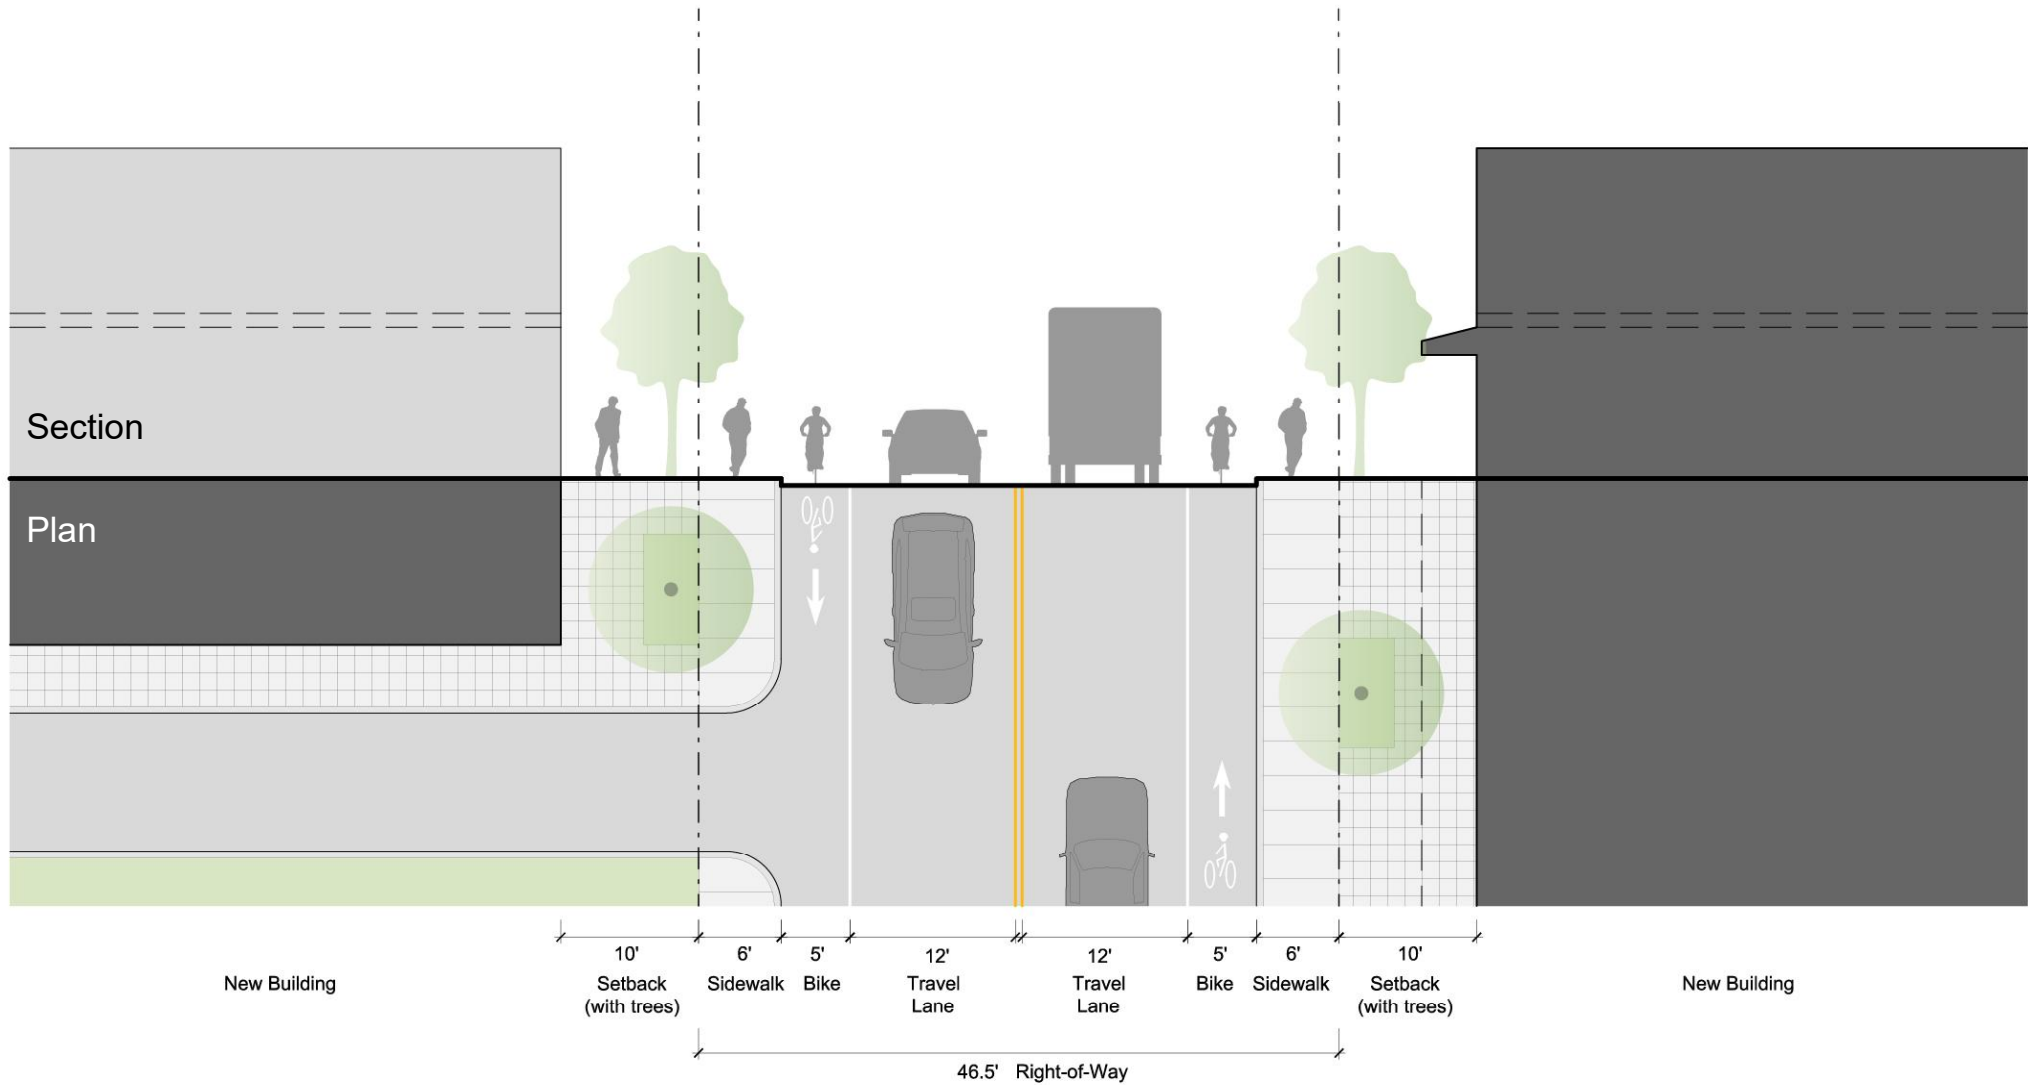 Section
Plan
10' 6' 5' 12' 12' 5' 6' 10'
New Building Setback Sidewalk Bike Travel Travel Bike Sidewalk Setback New Building
(with trees) Lane Lane (with trees)
46.5' Right-of-Way